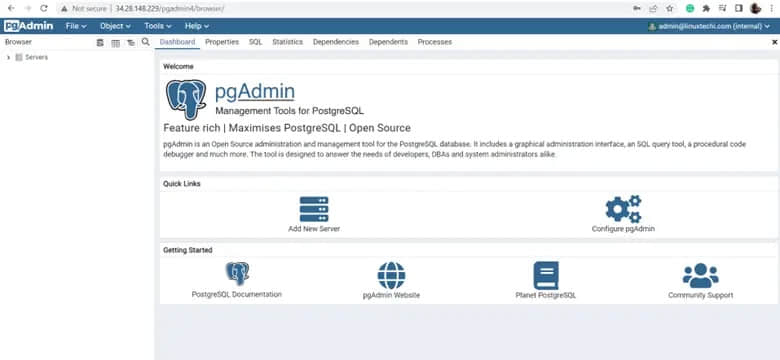 Not secure | 34.28.148.229/pgadmin4/browser/
pgAdmin File Object Tools Help admin@linuxtechi.com (internal)
Browser
Servers
Dashboard Properties SQL Statistics Dependencies Dependents Processes
Welcome
pgAdmin
Management Tools for PostgreSQL
Feature rich | Maximises PostgreSQL | Open Source
pgAdmin is an Open Source administration and management tool for the PostgreSQL database. It includes a graphical administration interface, an SQL query tool, a procedural code
debugger and much more. The tool is designed to answer the needs of developers, DBAs and system administrators alike.
Quick Links
Add New Server Configure pgAdmin
Getting Started
PostgreSQL Documentation pgAdmin Website Planet PostgreSQL Community Support